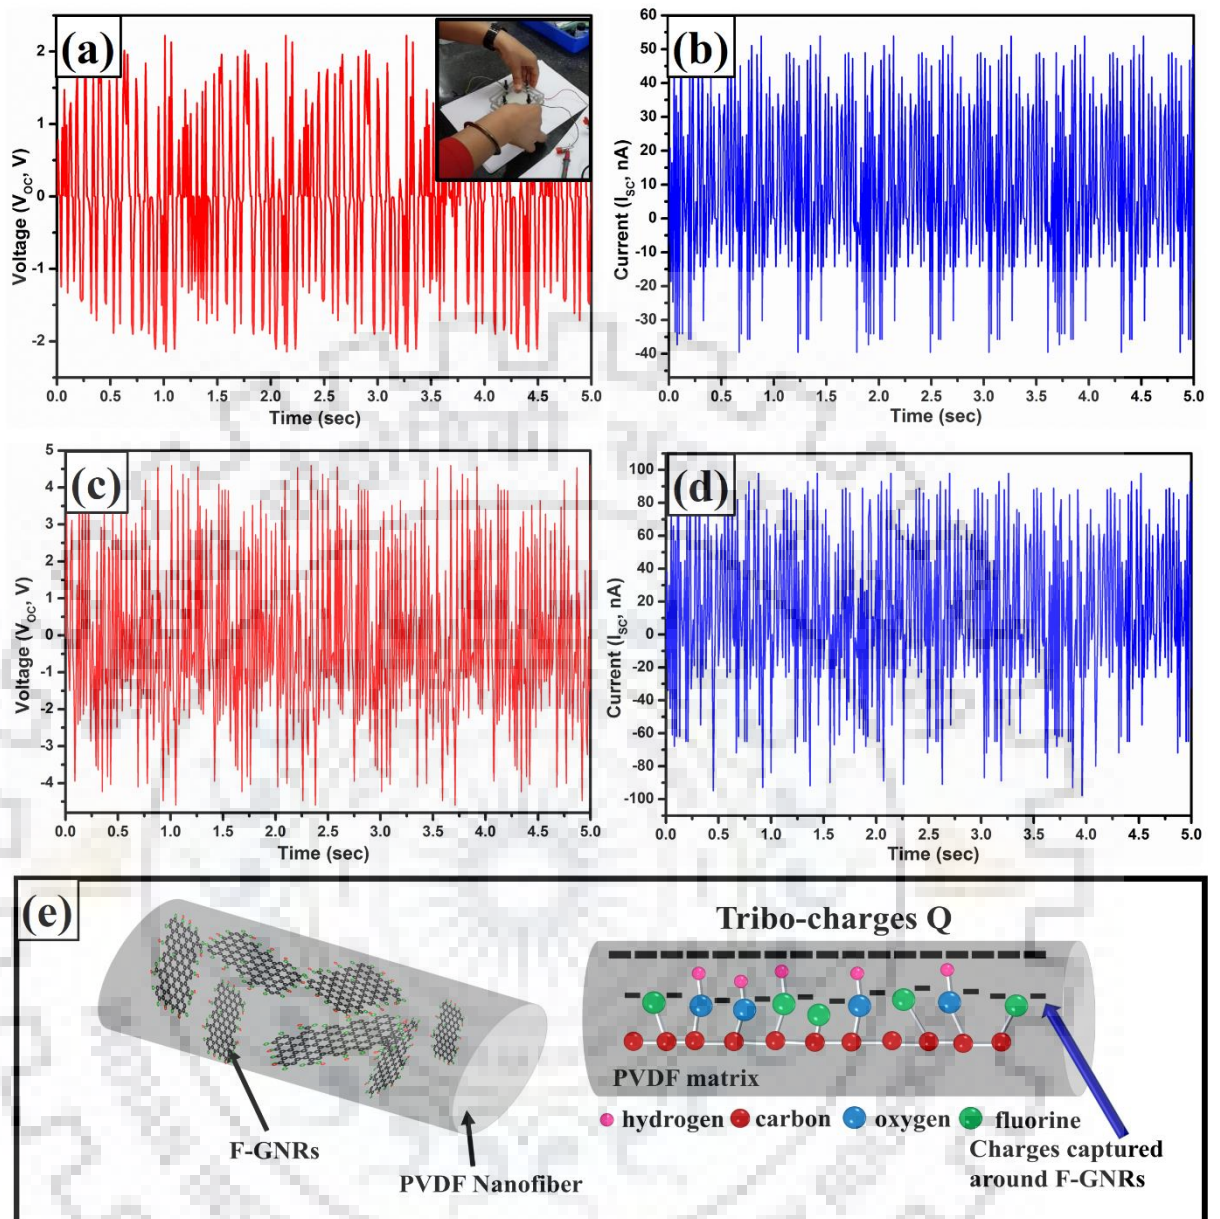 (a)
Voltage (V_OC, V)
2
1
0
-1
-2
0.0 0.5 1.0 1.5 2.0 2.5 3.0 3.5 4.0 4.5 5.0
Time (sec)
(b)
Current (I_SC, nA)
60
50
40
30
20
10
0
-10
-20
-30
-40
0.0 0.5 1.0 1.5 2.0 2.5 3.0 3.5 4.0 4.5 5.0
Time (sec)
(c)
Voltage (V_OC, V)
5
4
3
2
1
0
-1
-2
-3
-4
0.0 0.5 1.0 1.5 2.0 2.5 3.0 3.5 4.0 4.5 5.0
Time (sec)
(d)
Current (I_SC, nA)
100
80
60
40
20
0
-20
-40
-60
-80
-100
0.0 0.5 1.0 1.5 2.0 2.5 3.0 3.5 4.0 4.5 5.0
Time (sec)
(e)
F-GNRs
PVDF Nanofiber
Tribo-charges Q
PVDF matrix
hydrogen carbon oxygen fluorine
Charges captured
around F-GNRs